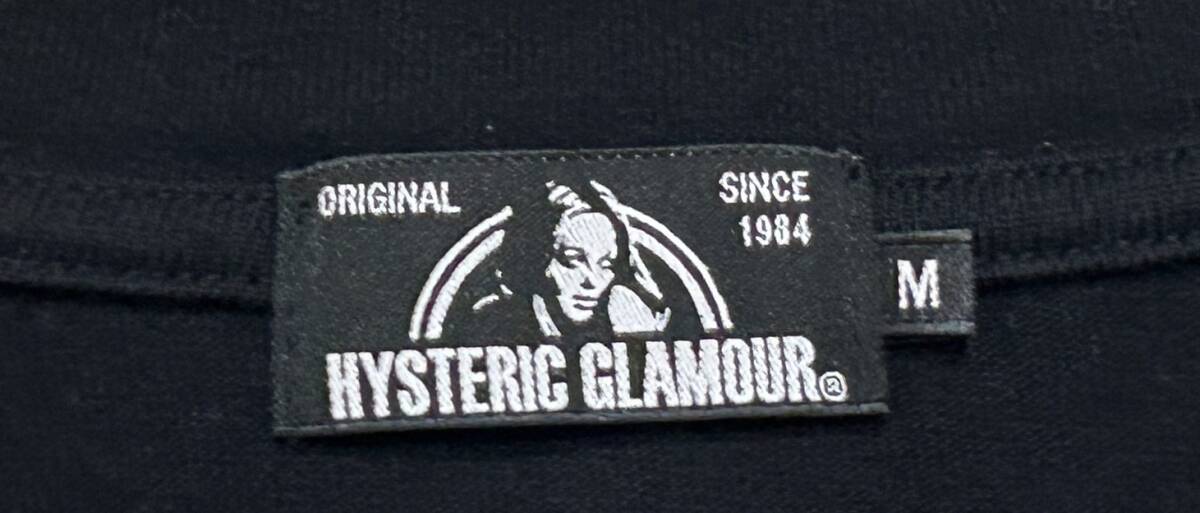 ORIGINAL
SINCE
1984
HYSTERIC GLAMOUR®
M